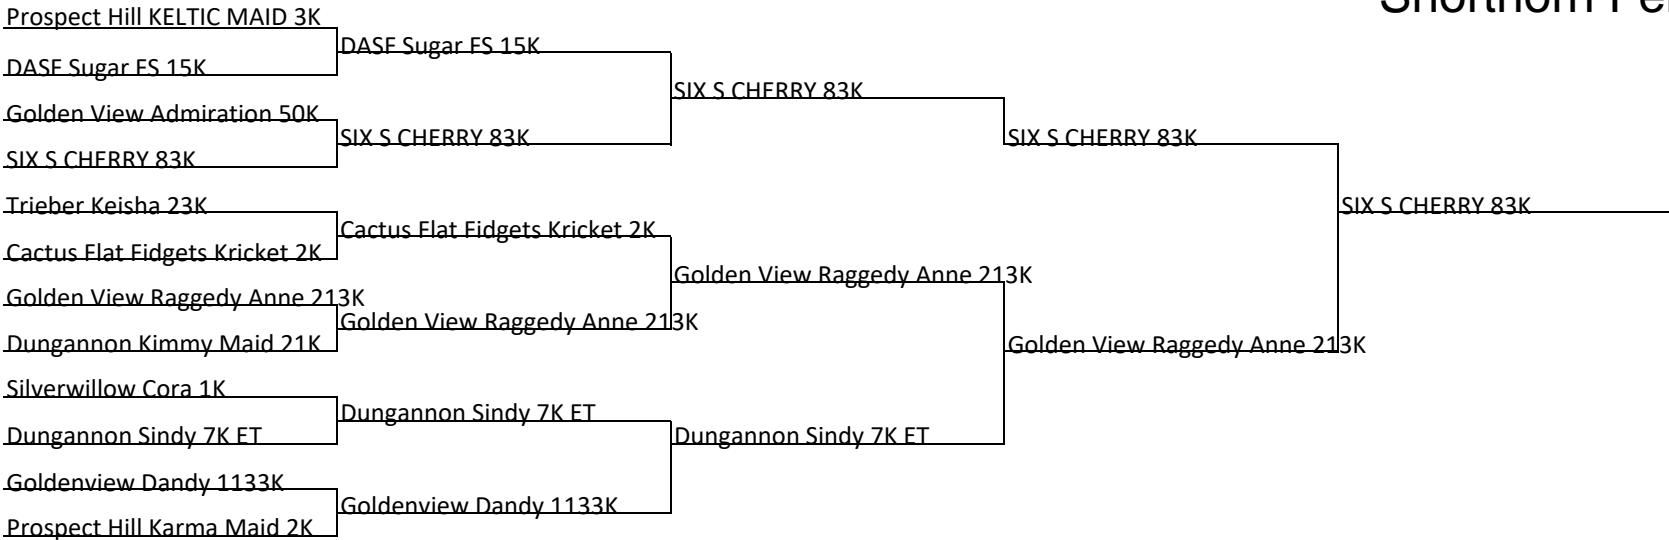 Shorthorn Fe
Prospect Hill KELTIC MAID 3K
DASF Sugar FS 15K
Golden View Admiration 50K
SIX S CHERRY 83K
Trieber Keisha 23K
Cactus Flat Fidgets Kricket 2K
Golden View Raggedy Anne 213K
Dungannon Kimmy Maid 21K
Silverwillow Cora 1K
Dungannon Sindy 7K ET
Goldenview Dandy 1133K
Prospect Hill Karma Maid 2K
DASF Sugar FS 15K
SIX S CHERRY 83K
Cactus Flat Fidgets Kricket 2K
Golden View Raggedy Anne 213K
Dungannon Sindy 7K ET
Goldenview Dandy 1133K
SIX S CHERRY 83K
Golden View Raggedy Anne 213K
Dungannon Sindy 7K ET
SIX S CHERRY 83K
Golden View Raggedy Anne 213K
SIX S CHERRY 83K